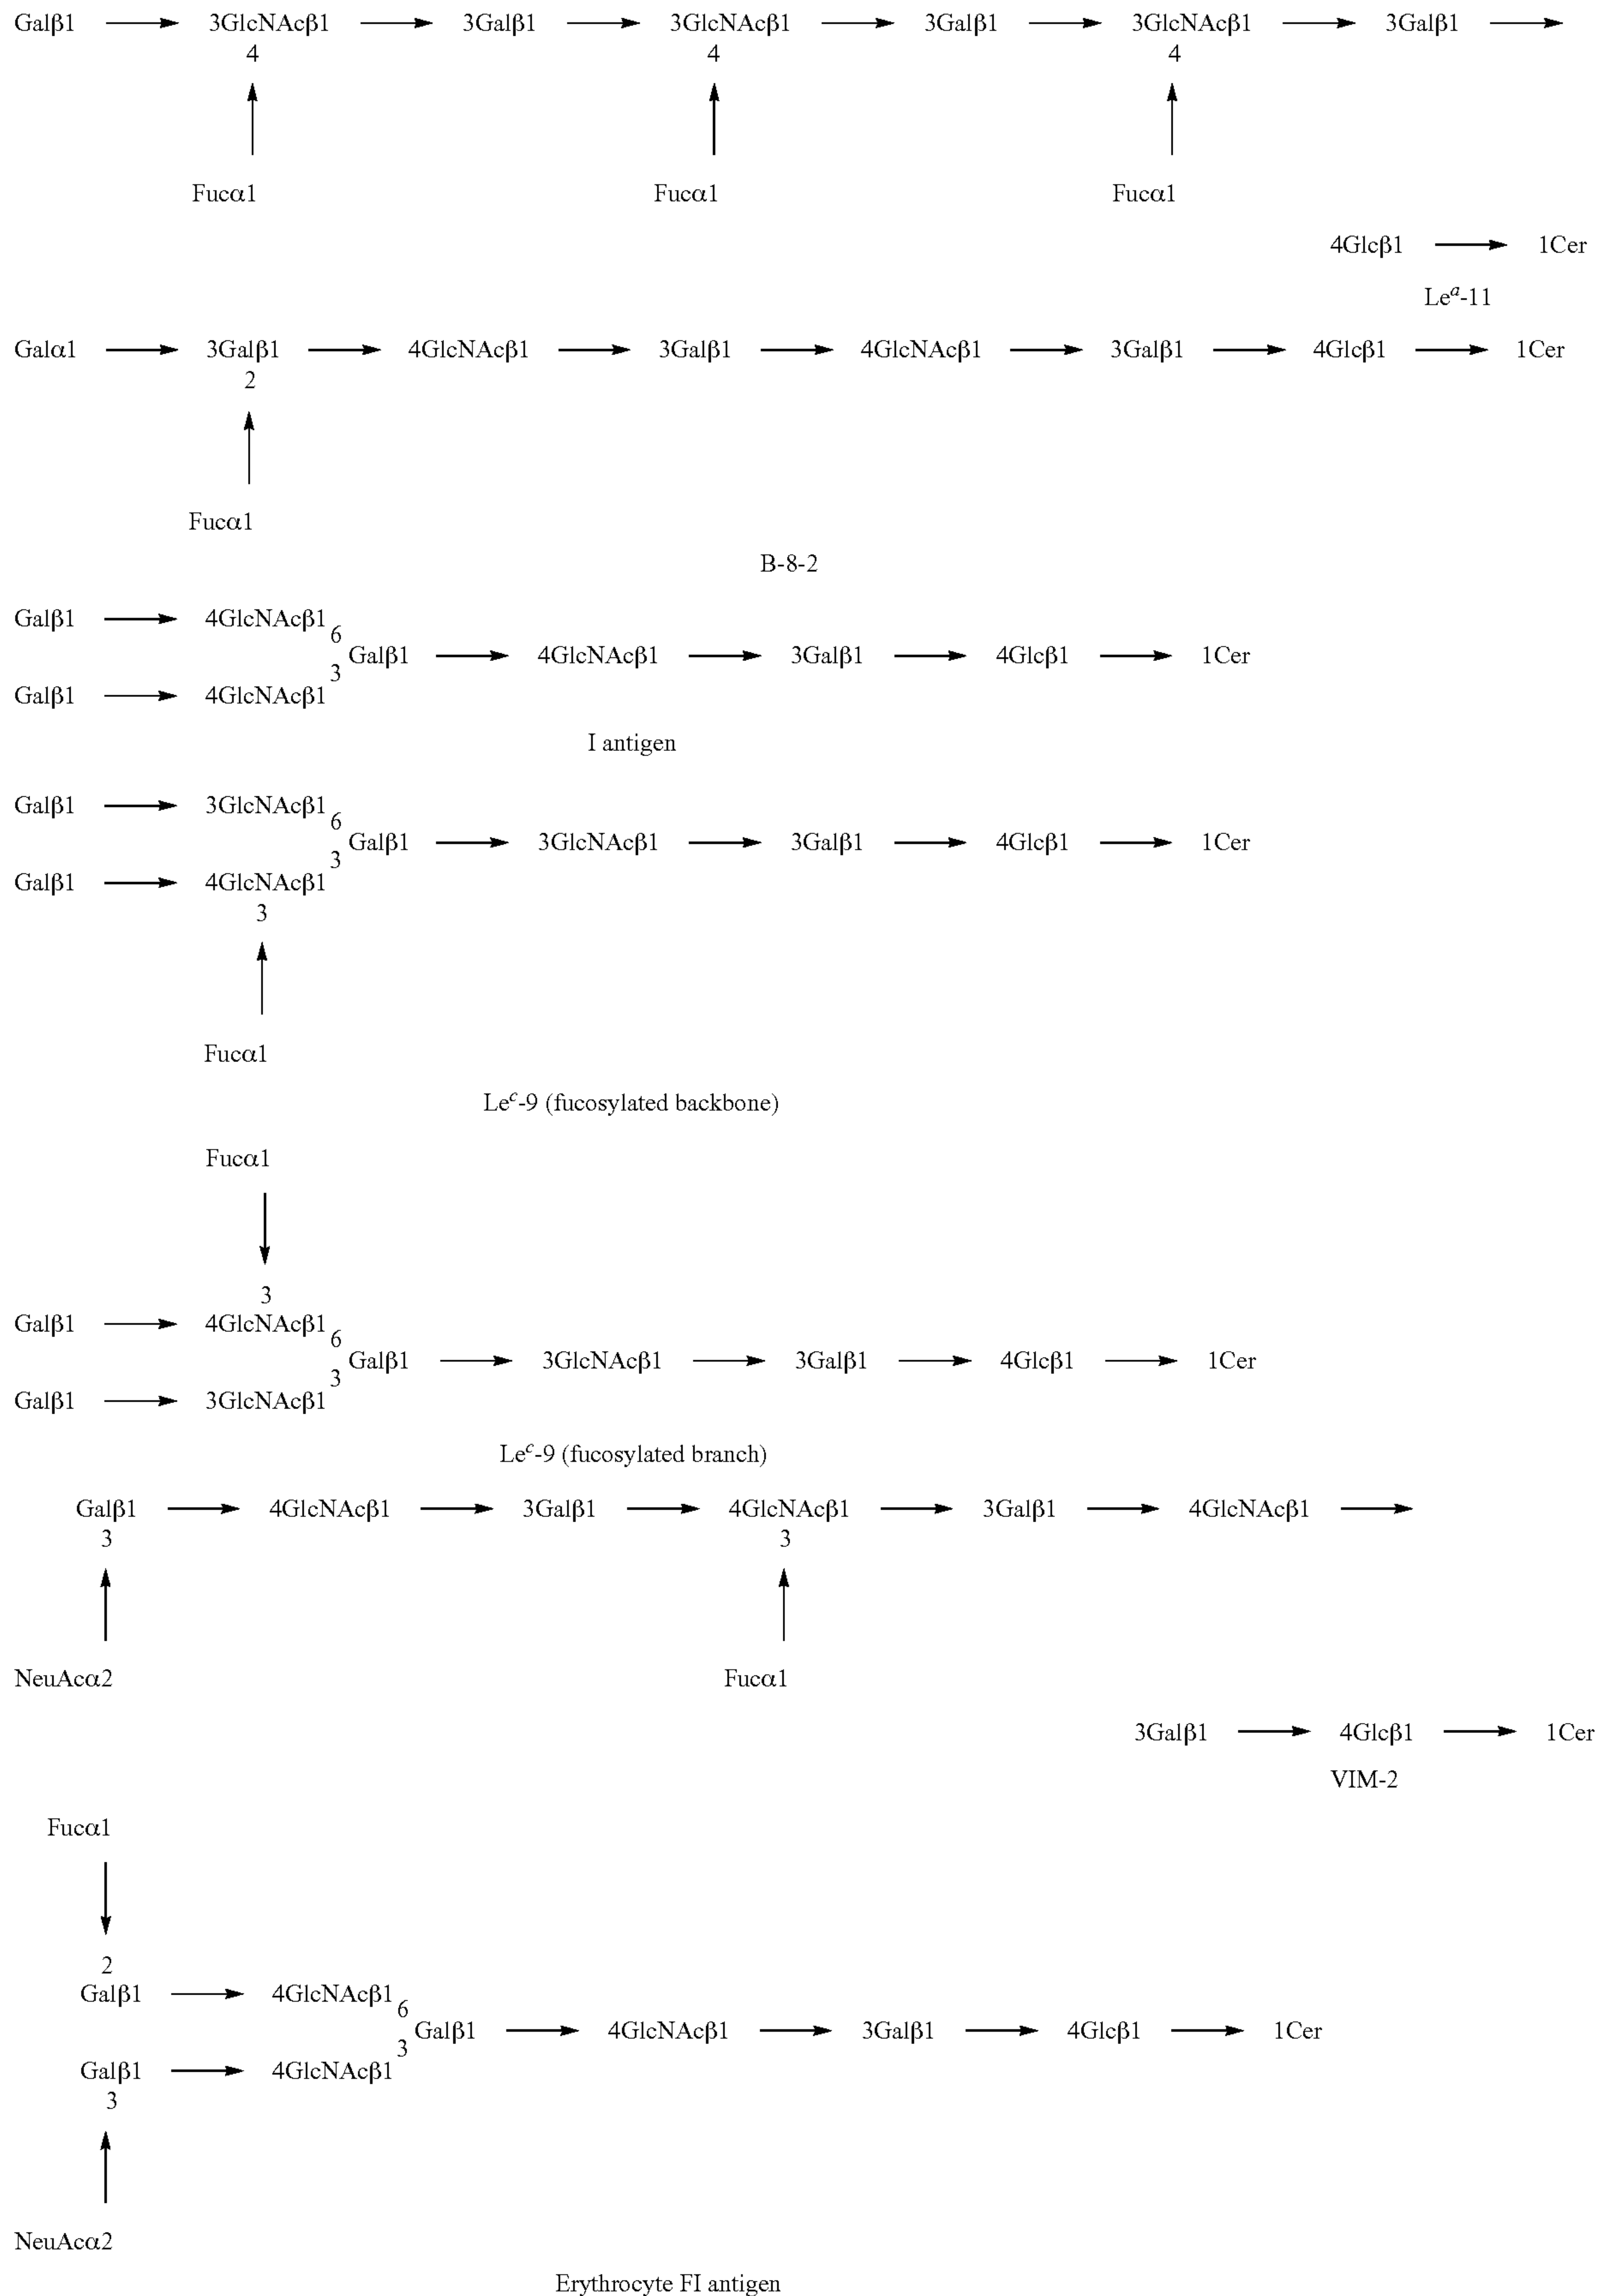 Galβ1 → 3GlcNAcβ1 → 3Galβ1 → 3GlcNAcβ1 → 3Galβ1 → 3GlcNAcβ1 → 3Galβ1 →
4 4 4
Fucα1 Fucα1 Fucα1
4Glcβ1 → 1Cer
Leᵃ-11
Galα1 → 3Galβ1 → 4GlcNAcβ1 → 3Galβ1 → 4GlcNAcβ1 → 3Galβ1 → 4Glcβ1 → 1Cer
2
Fucα1
B-8-2
Galβ1 → 4GlcNAcβ1
6
Galβ1 → 4GlcNAcβ1 → 3Galβ1 → 4Glcβ1 → 1Cer
3
Galβ1 → 4GlcNAcβ1
I antigen
Galβ1 → 3GlcNAcβ1
6
Galβ1 → 3GlcNAcβ1 → 3Galβ1 → 4Glcβ1 → 1Cer
3
Galβ1 → 4GlcNAcβ1
3
Fucα1
Leᶜ-9 (fucosylated backbone)
Fucα1
3
Galβ1 → 4GlcNAcβ1
6
Galβ1 → 3GlcNAcβ1 → 3Galβ1 → 4Glcβ1 → 1Cer
3
Galβ1 → 3GlcNAcβ1
Leᶜ-9 (fucosylated branch)
Galβ1 → 4GlcNAcβ1 → 3Galβ1 → 4GlcNAcβ1 → 3Galβ1 → 4GlcNAcβ1 →
3 3
NeuAcα2 Fucα1
3Galβ1 → 4Glcβ1 → 1Cer
VIM-2
Fucα1
2
Galβ1 → 4GlcNAcβ1
6
Galβ1 → 4GlcNAcβ1 → 3Galβ1 → 4Glcβ1 → 1Cer
3
Galβ1 → 4GlcNAcβ1
3
NeuAcα2
Erythrocyte FI antigen